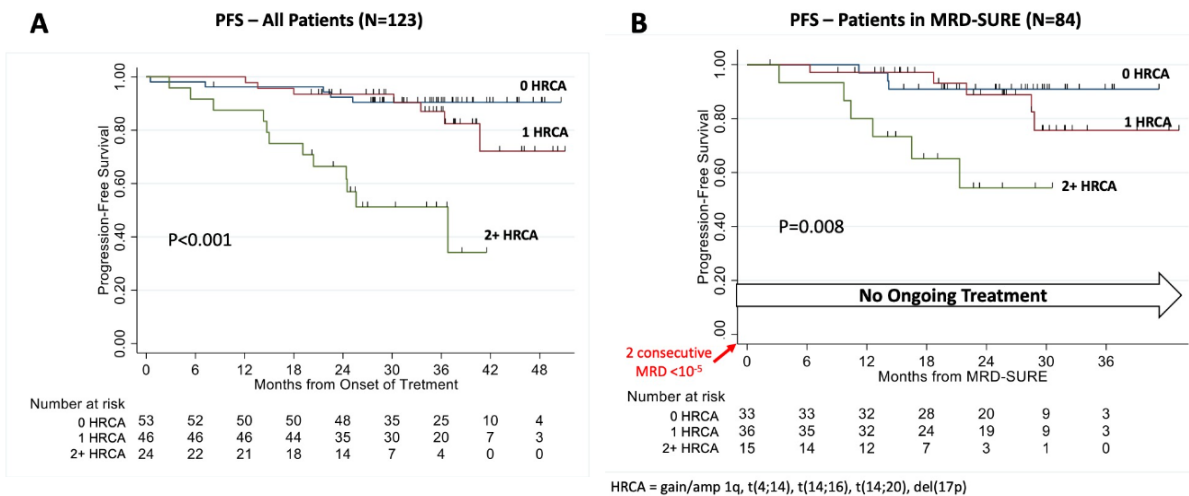 A
PFS – All Patients (N=123)
Progression-Free Survival
1.00
0.80
0.60
0.40
0.20
0.00
0 HRCA
1 HRCA
2+ HRCA
P<0.001
0 6 12 18 24 30 36 42 48
Months from Onset of Tretment
Number at risk
0 HRCA 53 52 50 50 48 35 25 10 4
1 HRCA 46 46 46 44 35 30 20 7 3
2+ HRCA 24 22 21 18 14 7 4 0 0
B
PFS – Patients in MRD-SURE (N=84)
Progression-Free Survival
1.00
0.80
0.60
0.40
0.20
.00
0 HRCA
1 HRCA
2+ HRCA
P=0.008
No Ongoing Treatment
2 consecutive
MRD <10-5
0 6 12 18 24 30 36
Months from MRD-SURE
Number at risk
0 HRCA 33 33 32 28 20 9 3
1 HRCA 36 35 32 24 19 9 3
2+ HRCA 15 14 12 7 3 1 0
HRCA = gain/amp 1q, t(4;14), t(14;16), t(14;20), del(17p)